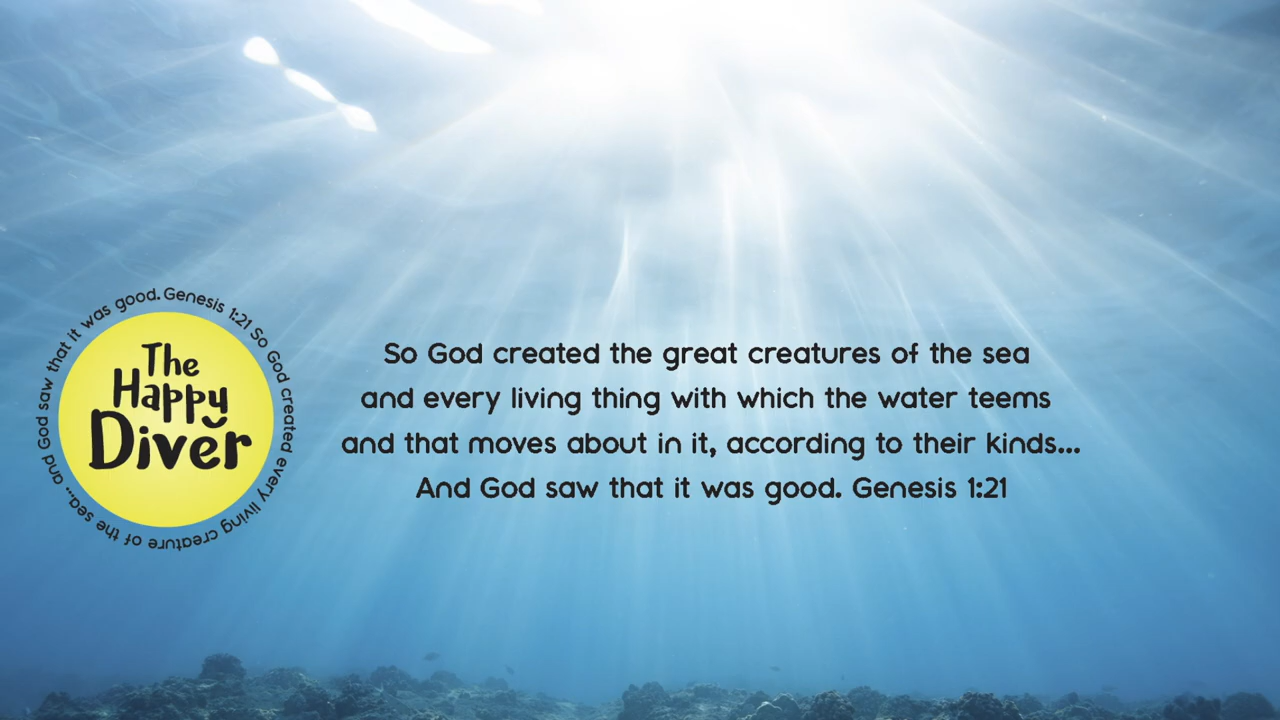 The
Happy
Diver
So God created every living creature of the sea... and God saw that it was good. Genesis 1:21
So God created the great creatures of the sea
and every living thing with which the water teems
and that moves about in it, according to their kinds...
And God saw that it was good. Genesis 1:21